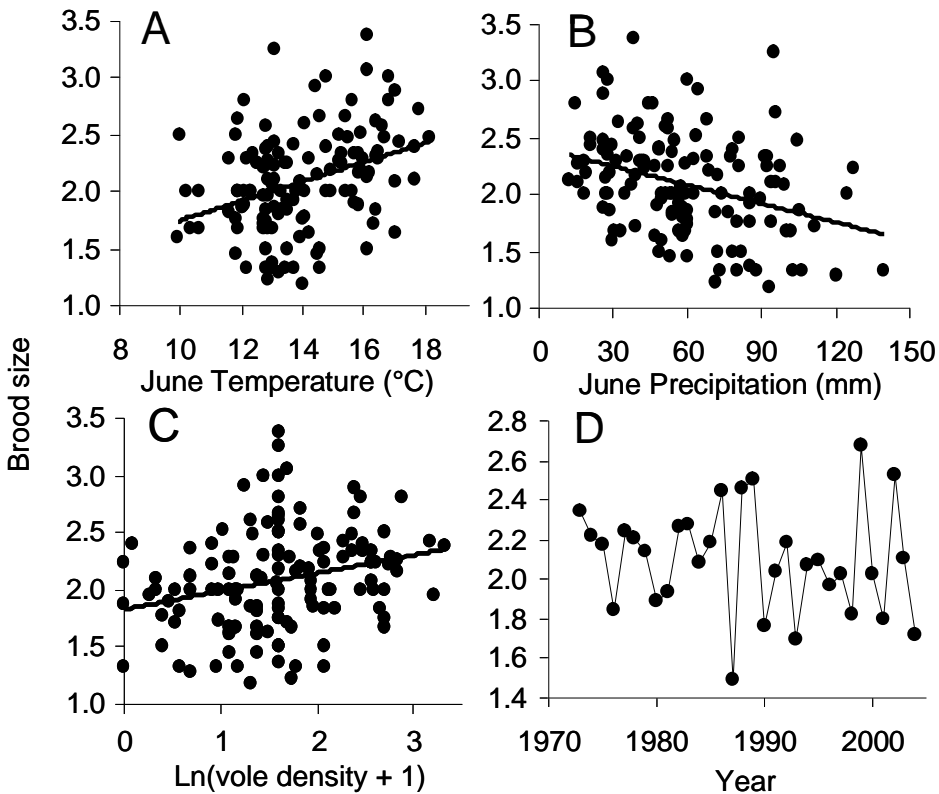 A
3.5
3.0
2.5
2.0
1.5
1.0
8 10 12 14 16 18
June Temperature (°C)
B
3.5
3.0
2.5
2.0
1.5
1.0
0 30 60 90 120 150
June Precipitation (mm)
Brood size
C
3.5
3.0
2.5
2.0
1.5
1.0
0 1 2 3
Ln(vole density + 1)
D
2.8
2.6
2.4
2.2
2.0
1.8
1.6
1.4
1970 1980 1990 2000
Year